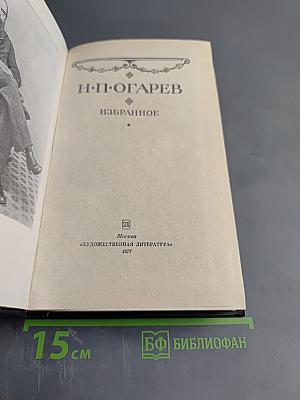 Н·П·ОГАРЕВ
ИЗБРАННОЕ
Москва
«ХУДОЖЕСТВЕННАЯ ЛИТЕРАТУРА»
1977
15 см
БФ БИБЛИОФАН